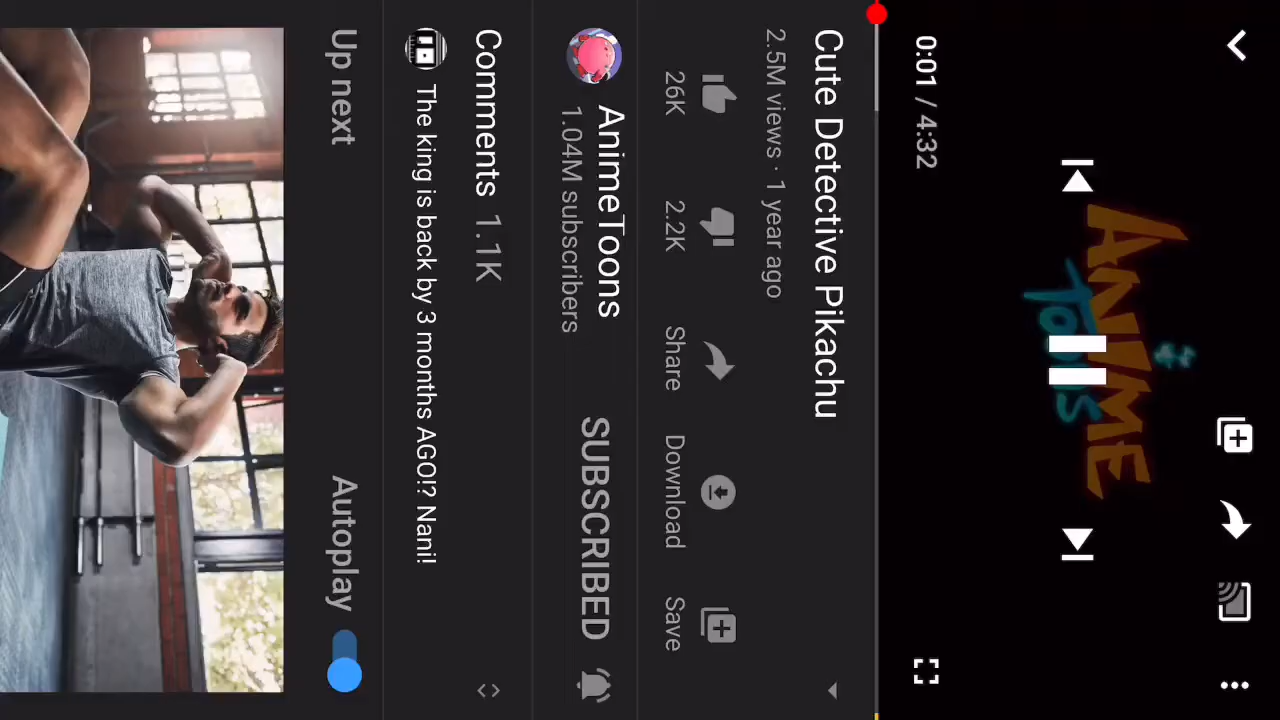 ANIME
Toons
0:01 / 4:32
Cute Detective Pikachu
2.5M views · 1 year ago
26K
2.2K
Share
Download
Save
AnimeToons
1.04M subscribers
SUBSCRIBED
Comments 1.1K
The king is back by 3 months AGO!? Nani!
Up next
Autoplay